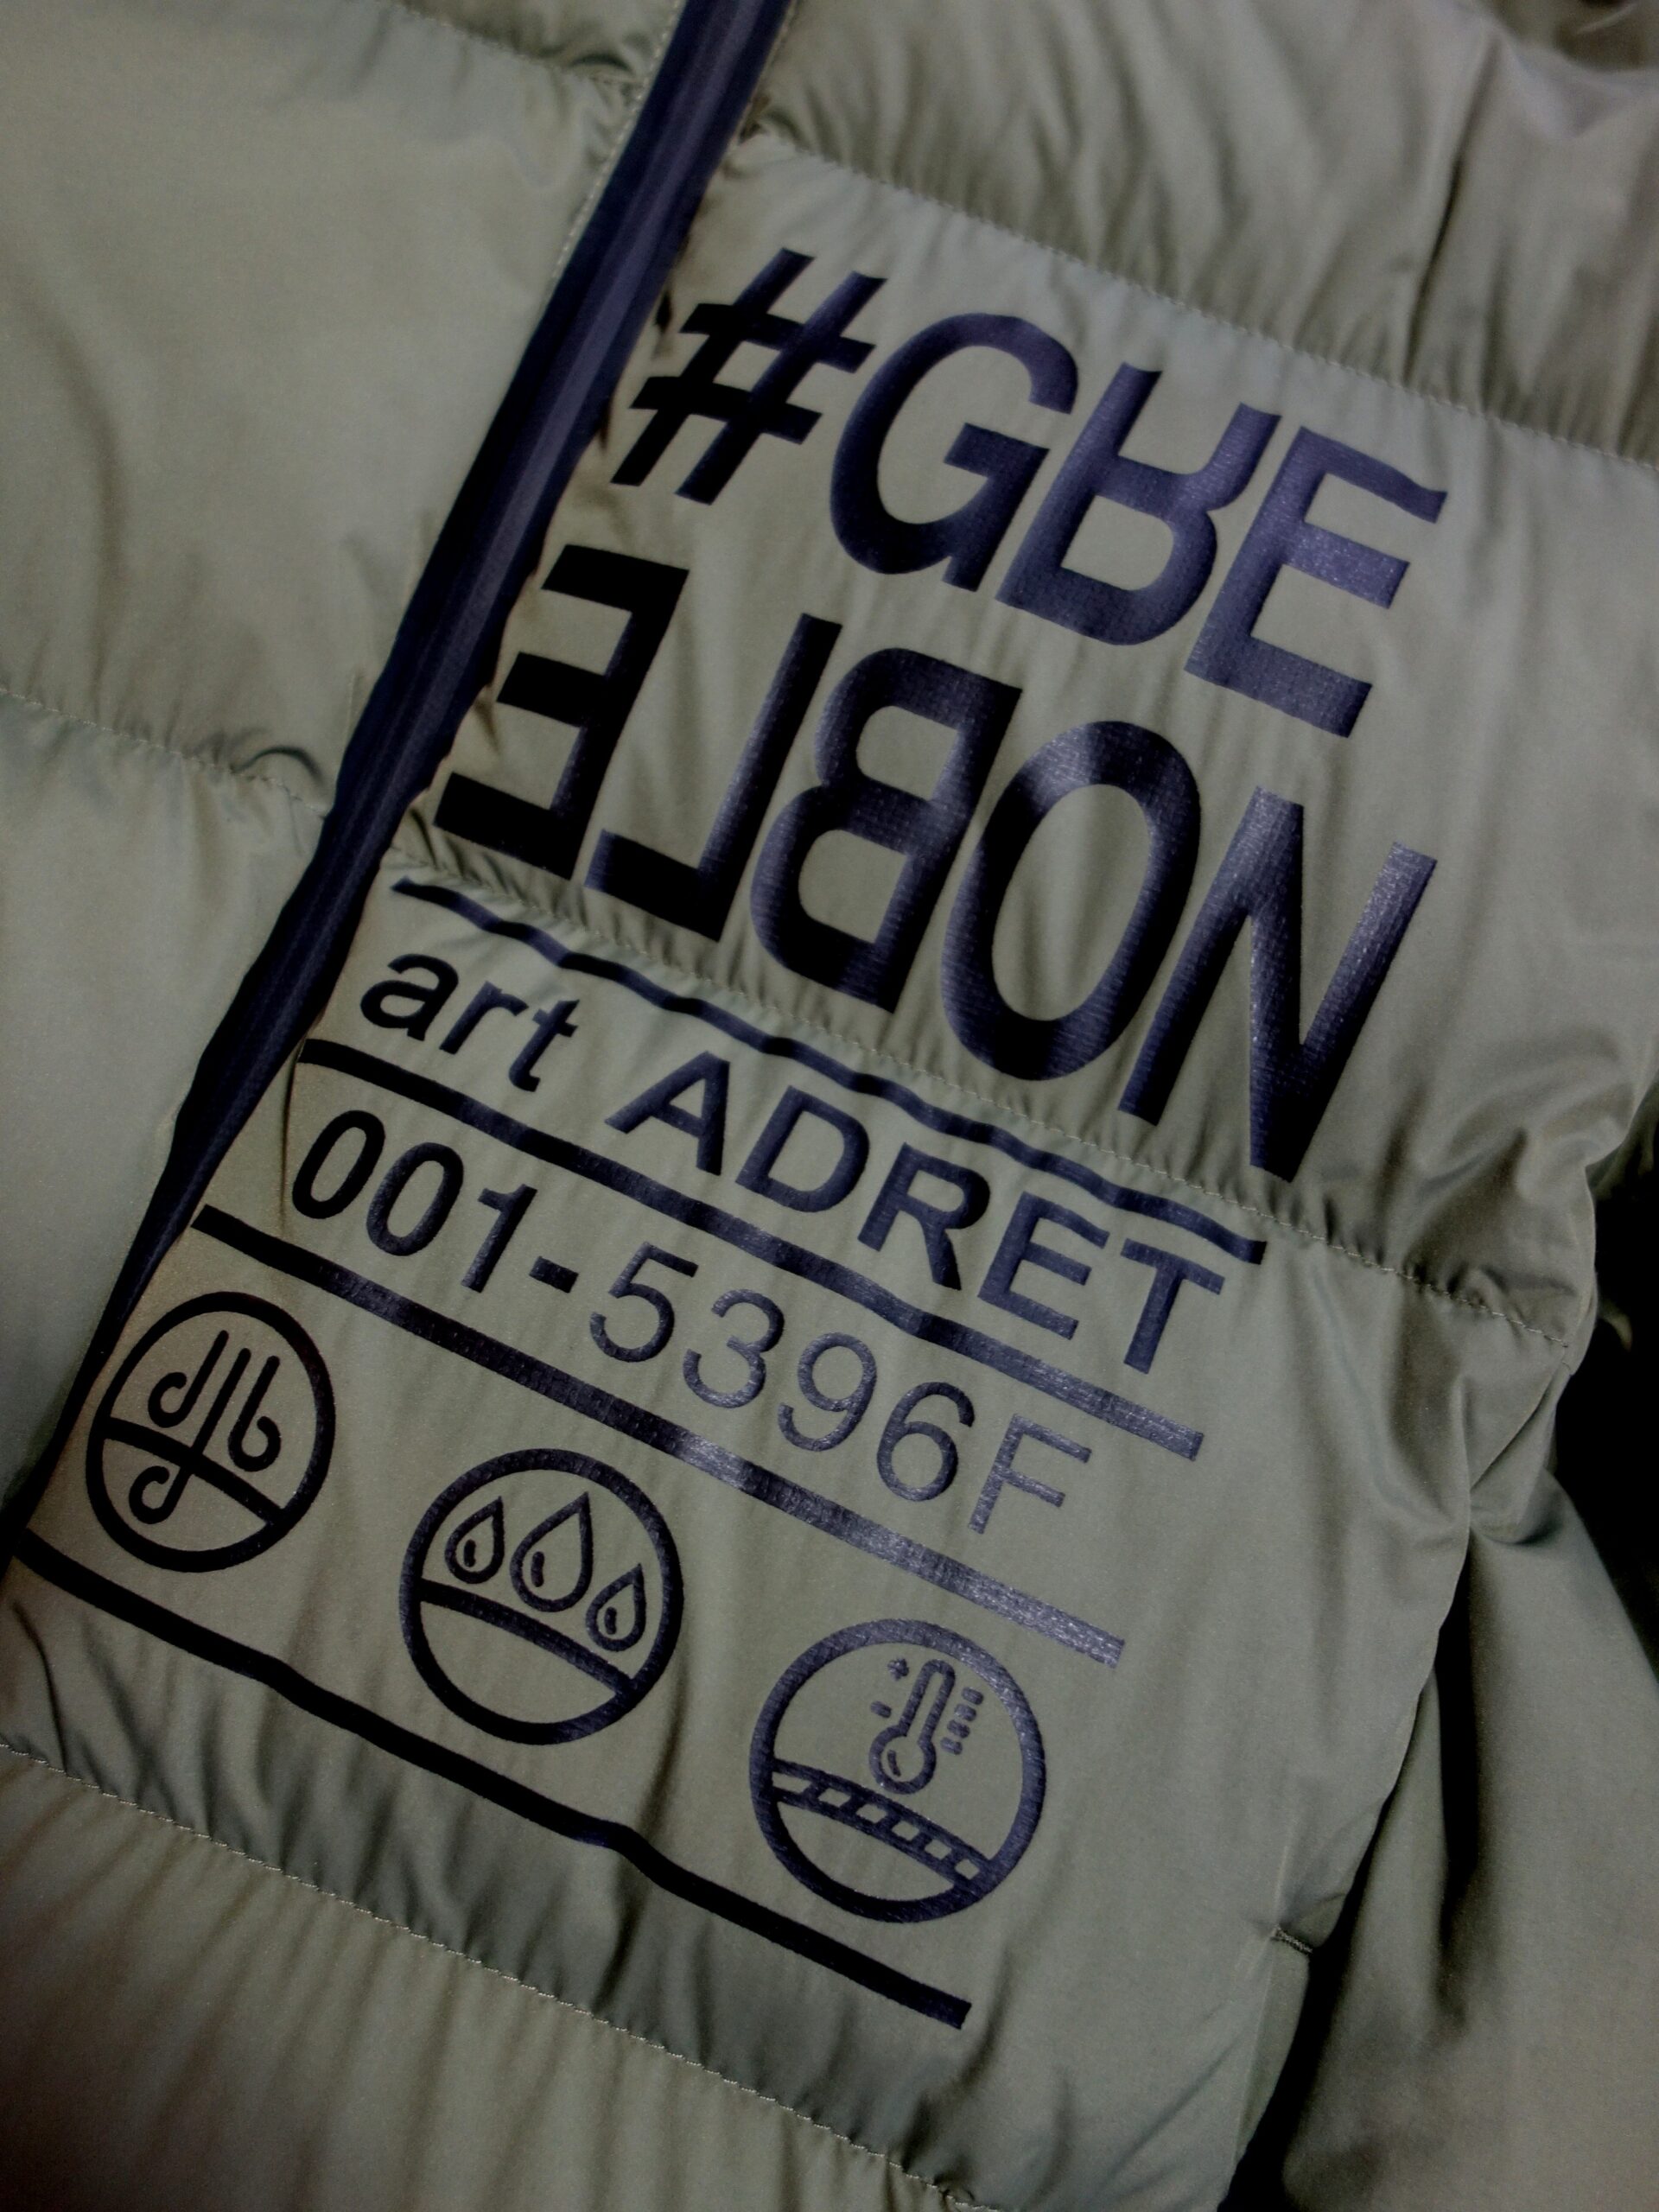 #GRE
NOBLE
art ADRET
001-5396F